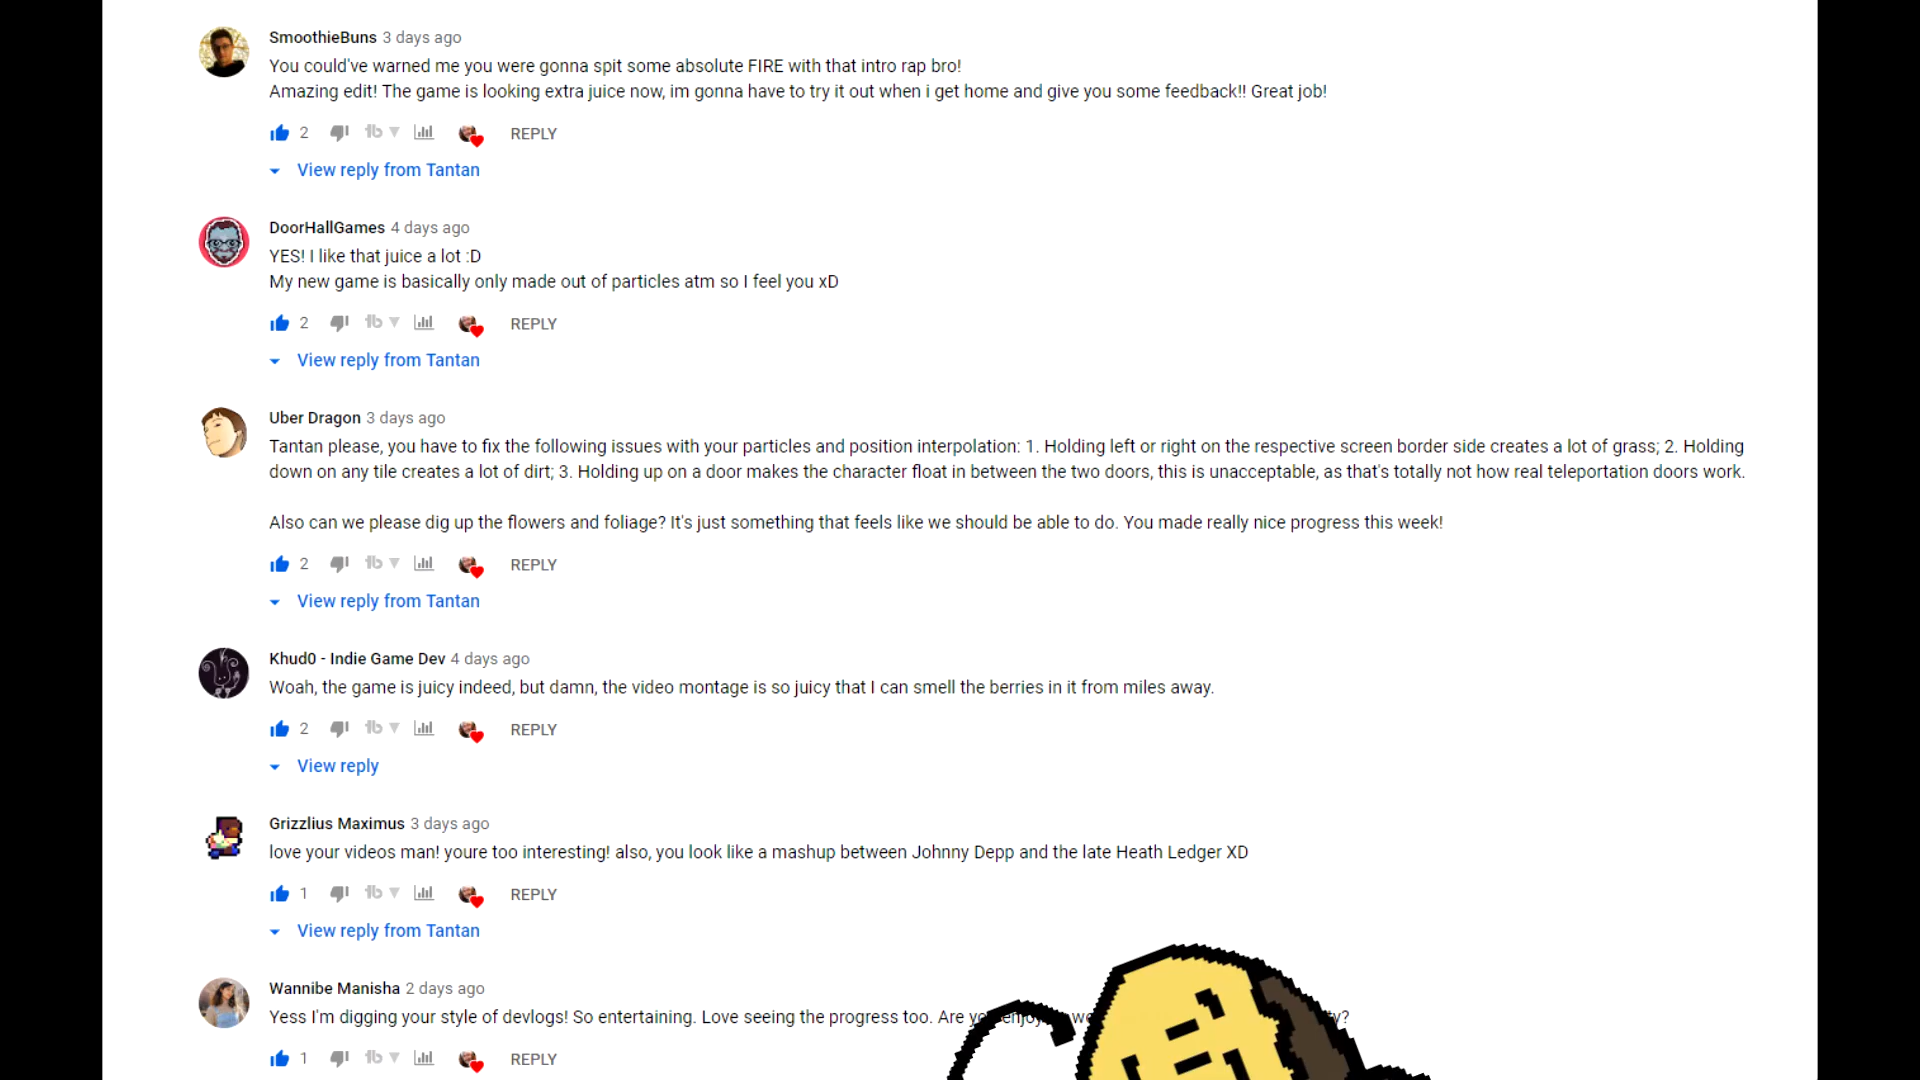 SmoothieBuns 3 days ago
You could've warned me you were gonna spit some absolute FIRE with that intro rap bro!
Amazing edit! The game is looking extra juice now, im gonna have to try it out when i get home and give you some feedback!! Great job!
2 REPLY
View reply from Tantan
DoorHallGames 4 days ago
YES! I like that juice a lot :D
My new game is basically only made out of particles atm so I feel you xD
2 REPLY
View reply from Tantan
Uber Dragon 3 days ago
Tantan please, you have to fix the following issues with your particles and position interpolation: 1. Holding left or right on the respective screen border side creates a lot of grass; 2. Holding
down on any tile creates a lot of dirt; 3. Holding up on a door makes the character float in between the two doors, this is unacceptable, as that's totally not how real teleportation doors work.
Also can we please dig up the flowers and foliage? It's just something that feels like we should be able to do. You made really nice progress this week!
2 REPLY
View reply from Tantan
Khud0 - Indie Game Dev 4 days ago
Woah, the game is juicy indeed, but damn, the video montage is so juicy that I can smell the berries in it from miles away.
2 REPLY
View reply
Grizzlius Maximus 3 days ago
love your videos man! youre too interesting! also, you look like a mashup between Johnny Depp and the late Heath Ledger XD
1 REPLY
View reply from Tantan
Wannibe Manisha 2 days ago
Yess I'm digging your style of devlogs! So entertaining. Love seeing the progress too. Are
1 REPLY